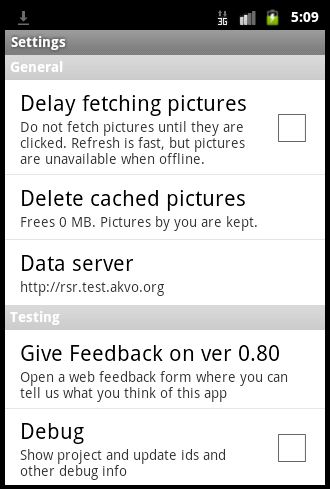 3G 5:09
Settings
General
Delay fetching pictures
Do not fetch pictures until they are
clicked. Refresh is fast, but pictures
are unavailable when offline.
Delete cached pictures
Frees 0 MB. Pictures by you are kept.
Data server
http://rsr.test.akvo.org
Testing
Give Feedback on ver 0.80
Open a web feedback form where you can
tell us what you think of this app
Debug
Show project and update ids and
other debug info